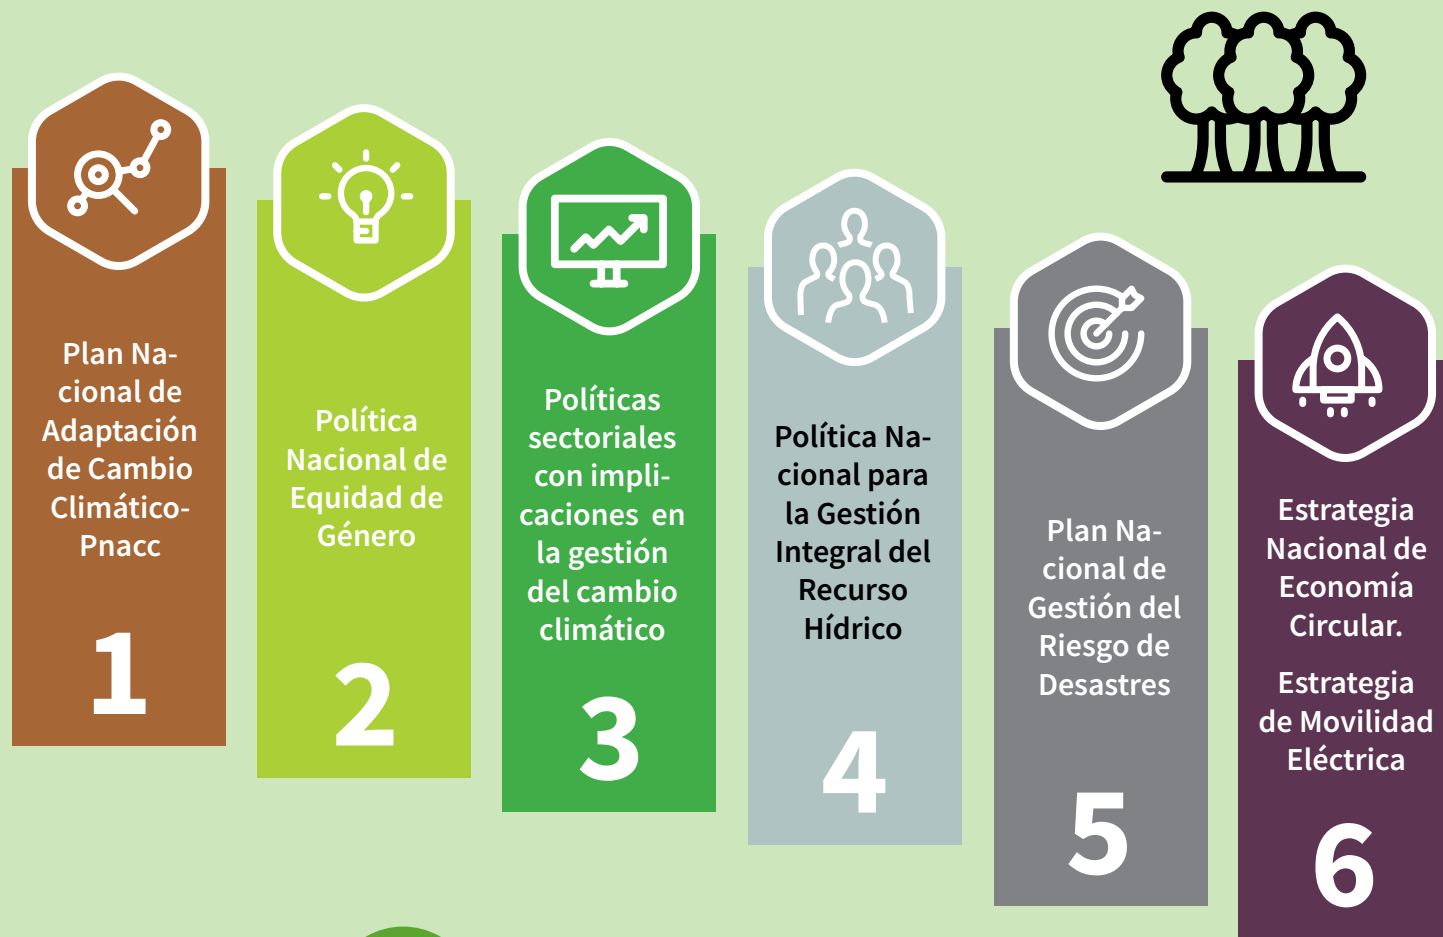 Plan Na-
cional de
Adaptación
de Cambio
Climático-
Pnacc
1
Política
Nacional de
Equidad de
Género
2
Políticas
sectoriales
con impli-
caciones en
la gestión
del cambio
climático
3
Política Na-
cional para
la Gestión
Integral del
Recurso
Hídrico
4
Plan Na-
cional de
Gestión del
Riesgo de
Desastres
5
Estrategia
Nacional de
Economía
Circular.
Estrategia
de Movilidad
Eléctrica
6